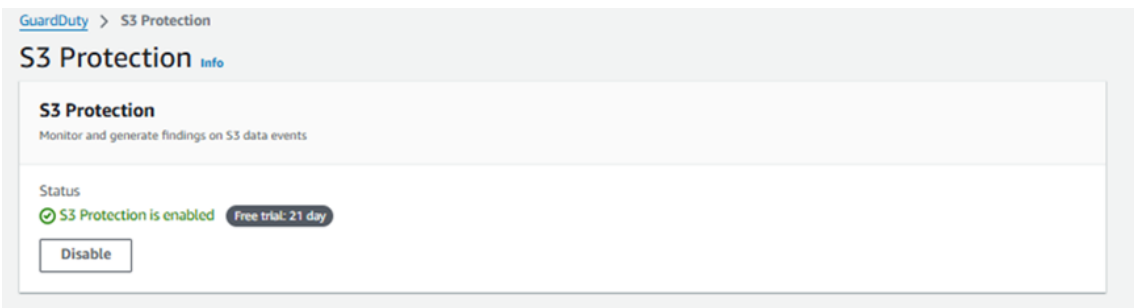 GuardDuty > S3 Protection
S3 Protection Info
S3 Protection
Monitor and generate findings on S3 data events
Status
S3 Protection is enabled Free trial: 21 day
Disable